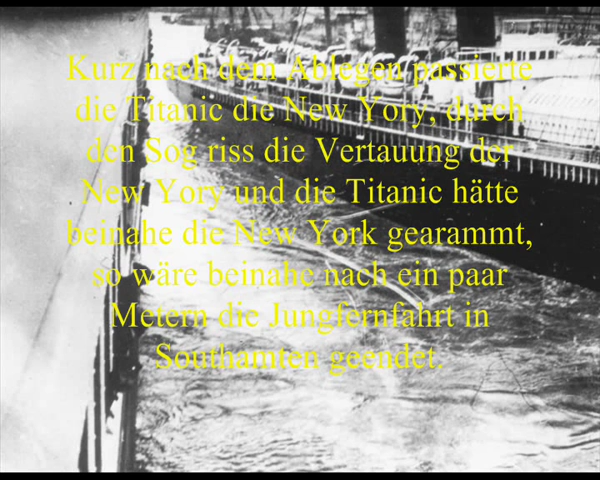 Kurz nach dem Ablegen passierte
die Titanic die New Yory, durch
den Sog riss die Vertauung der
New Yory und die Titanic hätte
beinahe die New York gearammt,
so wäre beinahe nach ein paar
Metern die Jungfernfahrt in
Southamten geendet.